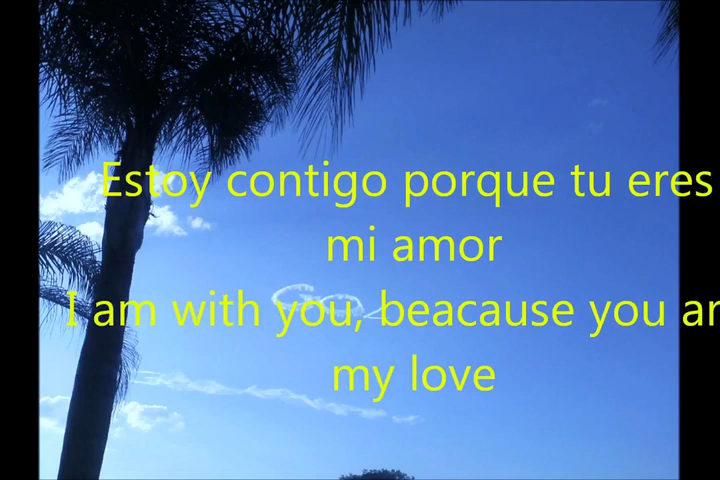 Estoy contigo porque tu eres
mi amor
I am with you, beacause you ar
my love